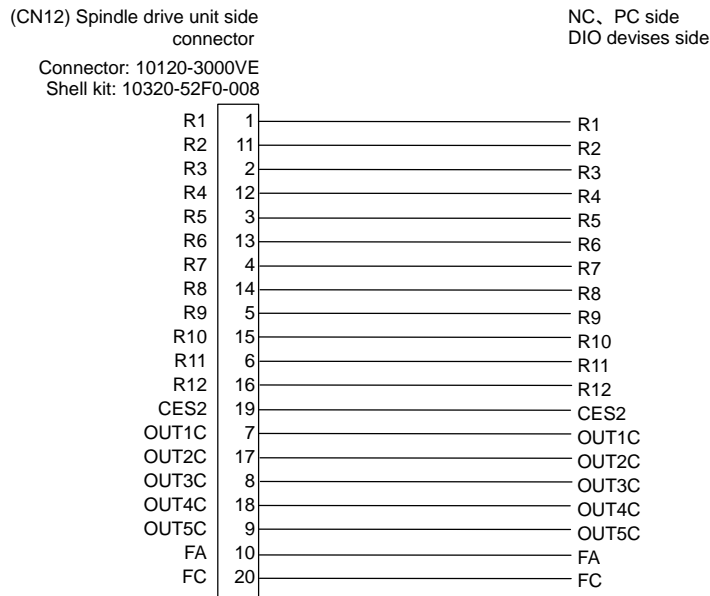 (CN12) Spindle drive unit side
connector
NC、PC side
DIO devises side
Connector: 10120-3000VE
Shell kit: 10320-52F0-008
R1 1 R1
R2 11 R2
R3 2 R3
R4 12 R4
R5 3 R5
R6 13 R6
R7 4 R7
R8 14 R8
R9 5 R9
R10 15 R10
R11 6 R11
R12 16 R12
CES2 19 CES2
OUT1C 7 OUT1C
OUT2C 17 OUT2C
OUT3C 8 OUT3C
OUT4C 18 OUT4C
OUT5C 9 OUT5C
FA 10 FA
FC 20 FC